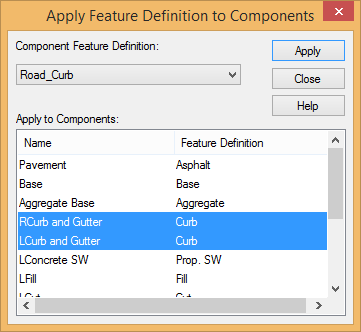 Apply Feature Definition to Components
Component Feature Definition:
Apply
Road_Curb
Close
Help
Apply to Components:
Name Feature Definition
Pavement Asphalt
Base Base
Aggregate Base Aggregate
RCurb and Gutter Curb
LCurb and Gutter Curb
LConcrete SW Prop. SW
LFill Fill
LCut Cut